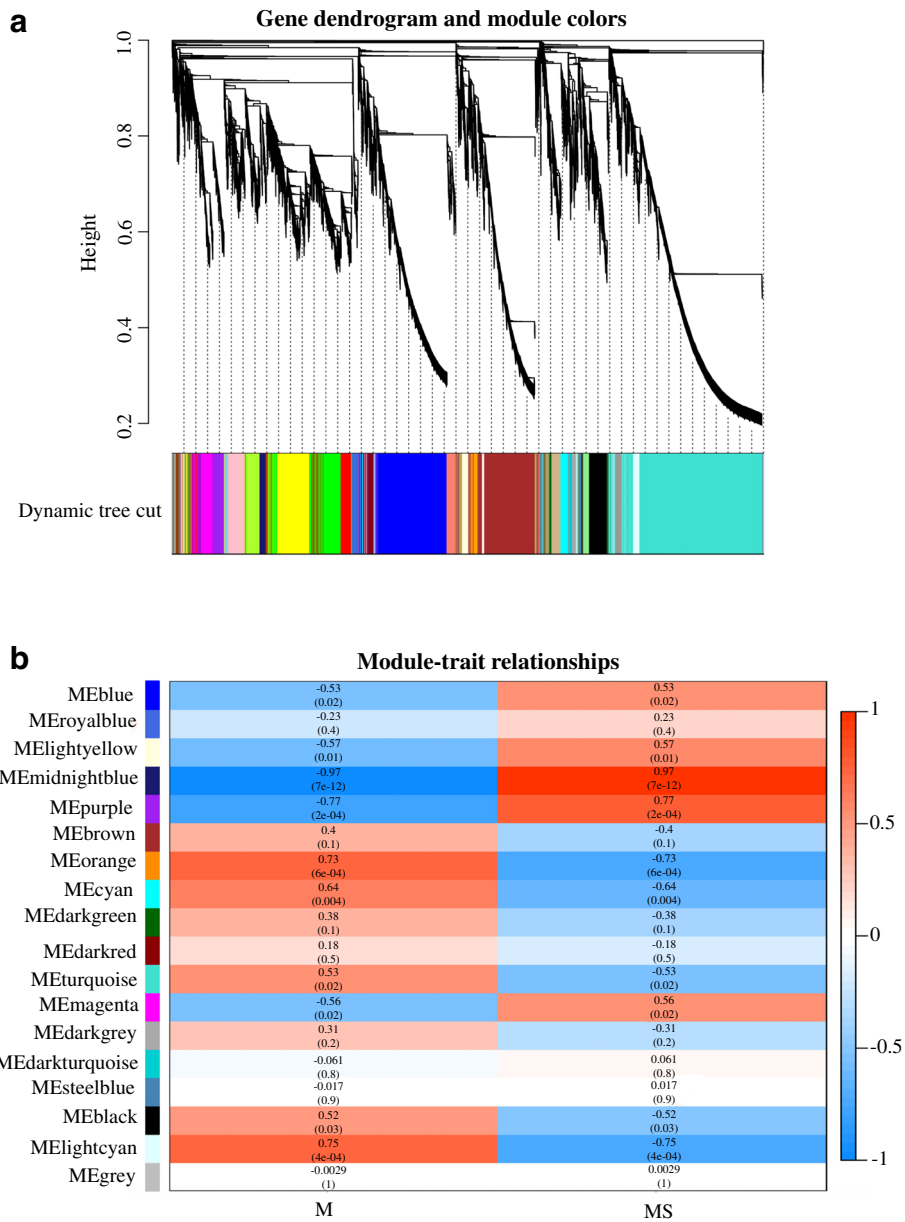 a
Gene dendrogram and module colors
Height
1.0
0.8
0.6
0.4
0.2
Dynamic tree cut
b
Module-trait relationships
MEblue -0.53 0.53
(0.02) (0.02)
MEroyalblue -0.23 0.23
(0.4) (0.4)
MElightyellow -0.57 0.57
(0.01) (0.01)
MEmidnightblue -0.97 0.97
(7e-12) (7e-12)
MEpurple -0.77 0.77
(2e-04) (2e-04)
MEbrown 0.4 -0.4
(0.1) (0.1)
MEorange 0.73 -0.73
(6e-04) (6e-04)
MEcyan 0.64 -0.64
(0.004) (0.004)
MEdarkgreen 0.38 -0.38
(0.1) (0.1)
MEdarkred 0.18 -0.18
(0.5) (0.5)
MEturquoise 0.53 -0.53
(0.02) (0.02)
MEmagenta -0.56 0.56
(0.02) (0.02)
MEdarkgrey 0.31 -0.31
(0.2) (0.2)
MEdarkturquoise -0.061 0.061
(0.8) (0.8)
MEsteelblue -0.017 0.017
(0.9) (0.9)
MEblack 0.52 -0.52
(0.03) (0.03)
MElightcyan 0.75 -0.75
(4e-04) (4e-04)
MEgrey -0.0029 0.0029
(1) (1)
M MS
1
0.5
0
-0.5
-1